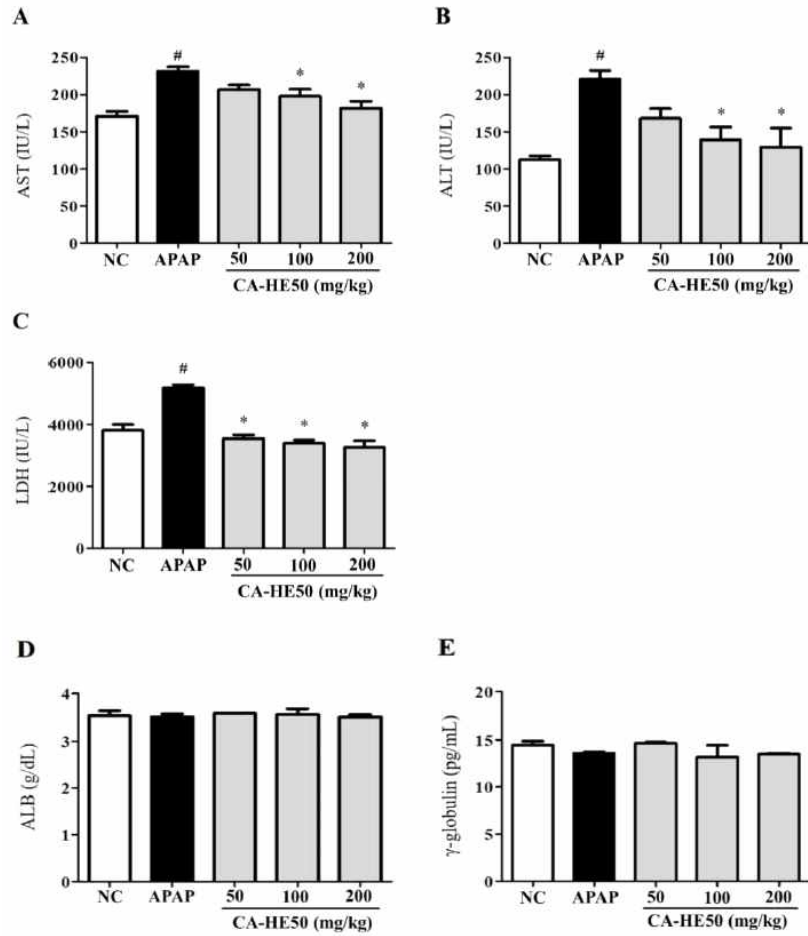 A
AST (IU/L)
250
200
150
100
50
0
#
*
*
NC APAP 50 100 200
CA-HE50 (mg/kg)
B
ALT (IU/L)
250
200
150
100
50
0
#
*
*
NC APAP 50 100 200
CA-HE50 (mg/kg)
C
LDH (IU/L)
6000
4000
2000
0
#
*
*
*
NC APAP 50 100 200
CA-HE50 (mg/kg)
D
ALB (g/dL)
4
3
2
1
0
NC APAP 50 100 200
CA-HE50 (mg/kg)
E
γ-globulin (pg/mL)
20
15
10
5
0
NC APAP 50 100 200
CA-HE50 (mg/kg)